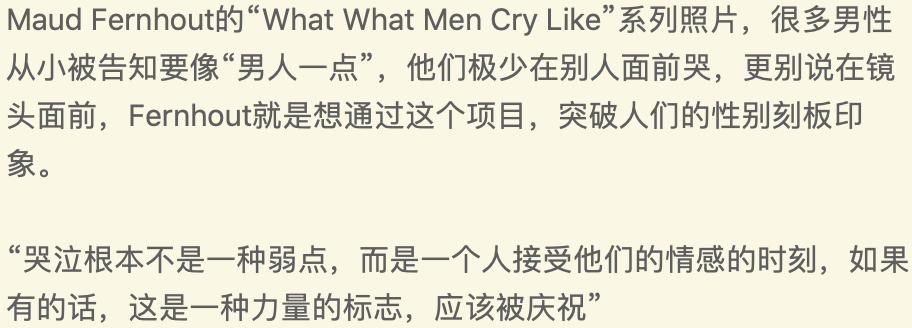 Maud Fernhout的“What What Men Cry Like”系列照片，很多男性
从小被告知要像“男人一点”，他们极少在别人面前哭，更别说在镜
头面前，Fernhout就是想通过这个项目，突破人们的性别刻板印
象。
“哭泣根本不是一种弱点，而是一个人接受他们的情感的时刻，如果
有的话，这是一种力量的标志，应该被庆祝”